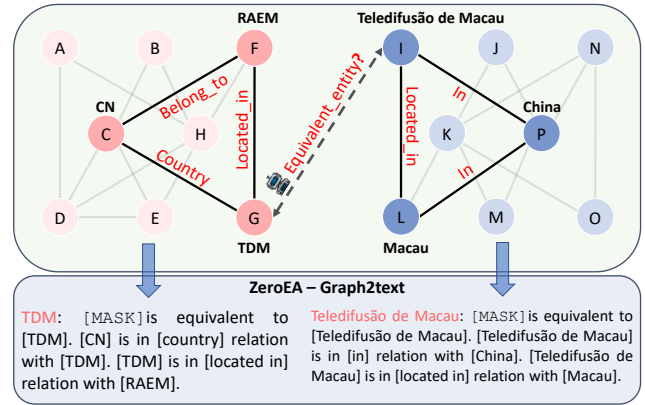 RAEM
Teledifusão de Macau
A
B
F
I
J
N
CN
Belong_to
Equivalent_entity?
In
China
C
H
Located_in
Located_in
K
P
Country
In
D
E
G
L
M
O
TDM
Macau
ZeroEA – Graph2text
TDM: [MASK]is equivalent to
[TDM]. [CN] is in [country] relation
with [TDM]. [TDM] is in [located in]
relation with [RAEM].
Teledifusão de Macau: [MASK]is equivalent to
[Teledifusão de Macau]. [Teledifusão de Macau]
is in [in] relation with [China]. [Teledifusão de
Macau] is in [located in] relation with [Macau].